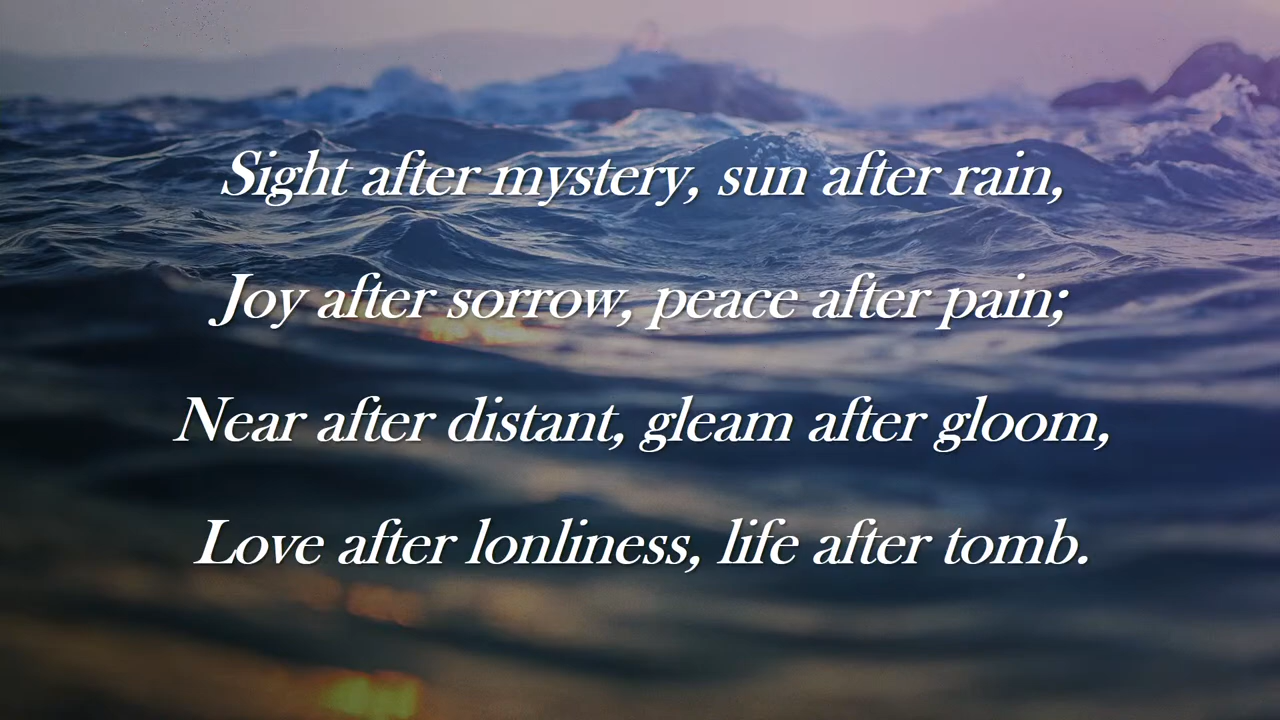 Sight after mystery, sun after rain,
Joy after sorrow, peace after pain;
Near after distant, gleam after gloom,
Love after lonliness, life after tomb.